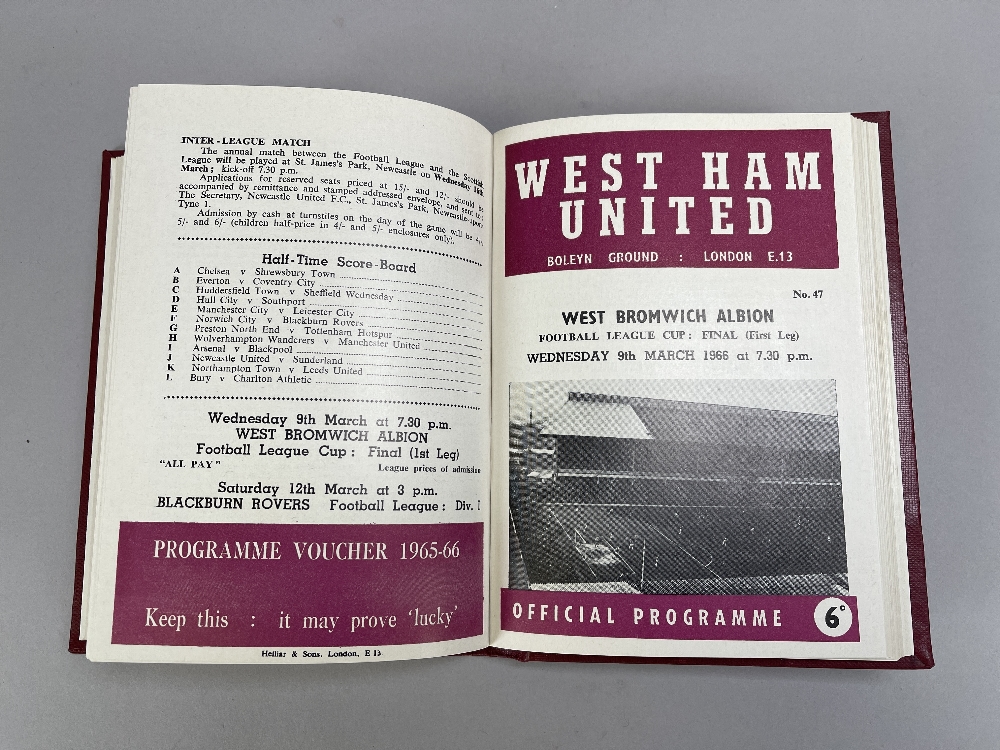 INTER-LEAGUE MATCH
The annual match between the Football League and the Scottish
League will be played at St. James's Park, Newcastle on Wednesday 16th
March; kick-off 7.30 p.m.
Applications for reserved seats priced at 15/- and 12/- should be
accompanied by remittance and stamped addressed envelope, and sent to:
The Secretary, Newcastle United F.C., St. James's Park, Newcastle-upon-
Tyne 1.
Admission by cash at turnstiles on the day of the game will be
5/- and 6/- (children half-price in 4/- and 5/- enclosures only).
Half-Time Score-Board
A Chelsea v Shrewsbury Town
B Everton v Coventry City
C Huddersfield Town v Sheffield Wednesday
D Hull City v Southport
E Manchester City v Leicester City
F Norwich City v Blackburn Rovers
G Preston North End v Tottenham Hotspur
H Wolverhampton Wanderers v Manchester United
I Arsenal v Blackpool
J Newcastle United v Sunderland
K Northampton Town v Leeds United
L Bury v Charlton Athletic
Wednesday 9th March at 7.30 p.m.
WEST BROMWICH ALBION
Football League Cup: Final (1st Leg)
"ALL PAY" League prices of admission
Saturday 12th March at 3 p.m.
BLACKBURN ROVERS Football League: Div. I
PROGRAMME VOUCHER 1965-66
Keep this : it may prove 'lucky'
Helliar & Sons, London, E 13
WEST HAM
UNITED
BOLEYN GROUND : LONDON E.13
No. 47
WEST BROMWICH ALBION
FOOTBALL LEAGUE CUP: FINAL (First Leg)
WEDNESDAY 9th MARCH 1966 at 7.30 p.m.
OFFICIAL PROGRAMME 6D